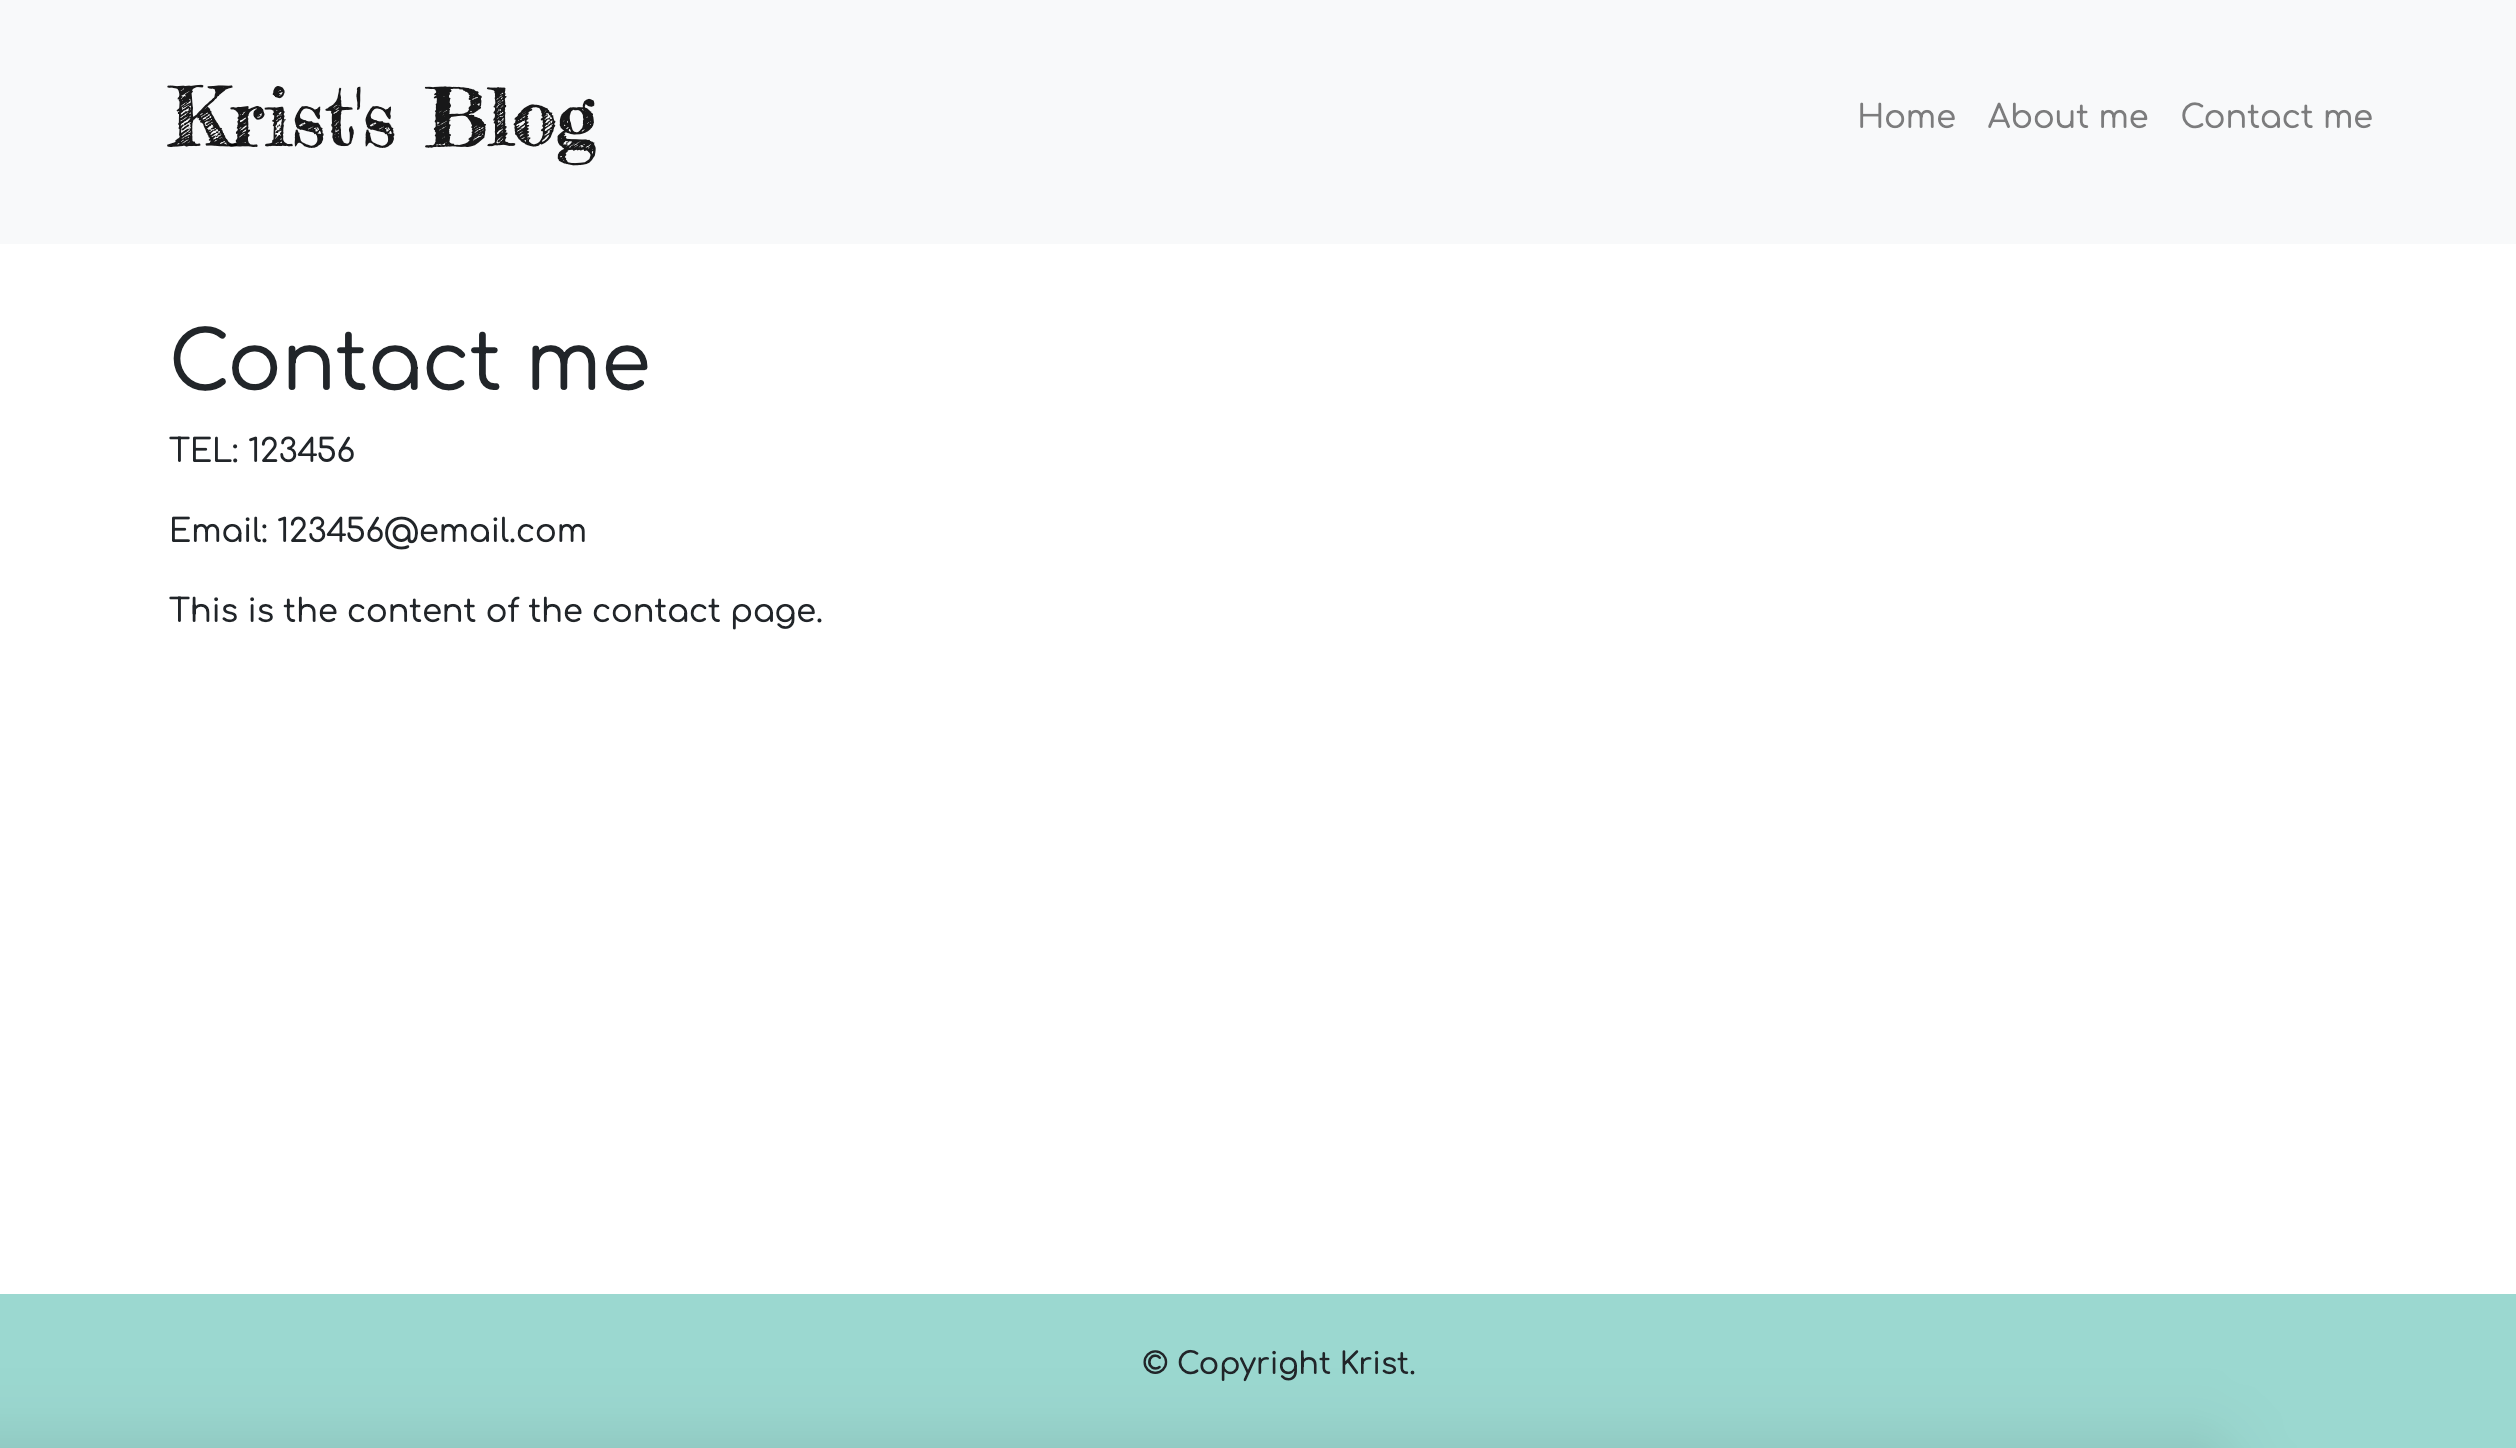 Krist's Blog
Home About me Contact me
Contact me
TEL: 123456
Email: 123456@email.com
This is the content of the contact page.
© Copyright Krist.